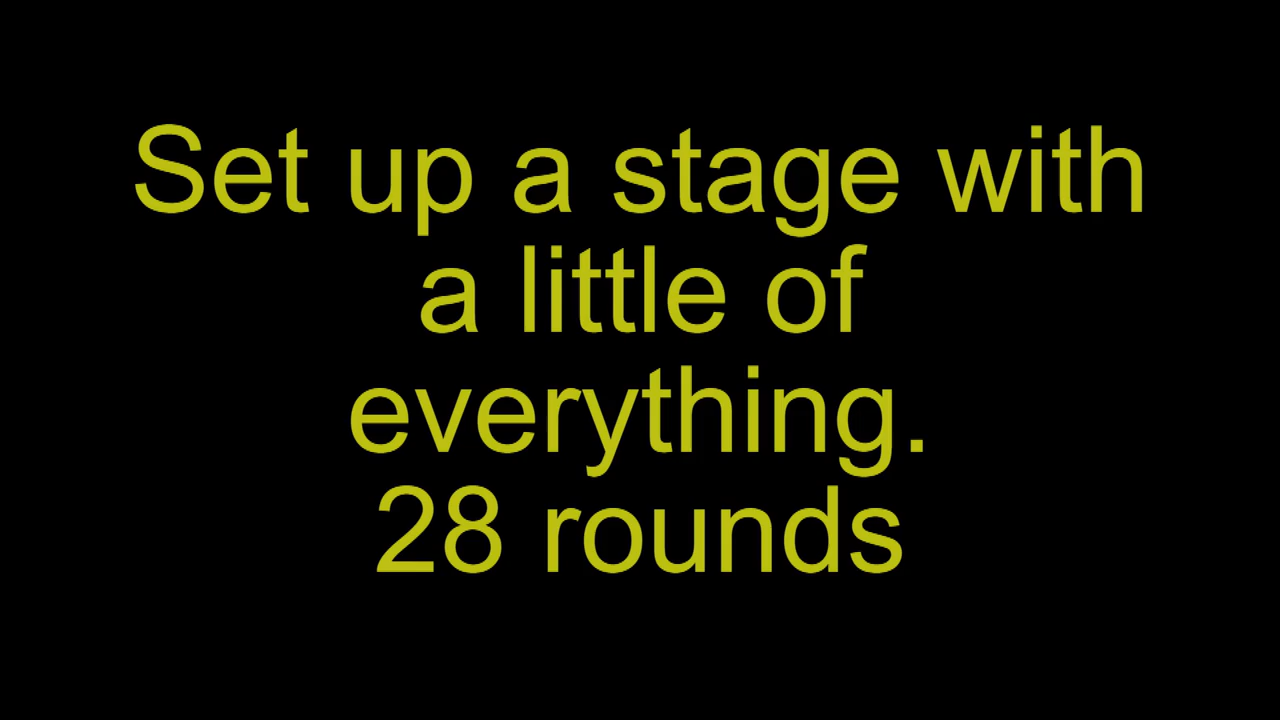 Set up a stage with
a little of
everything.
28 rounds